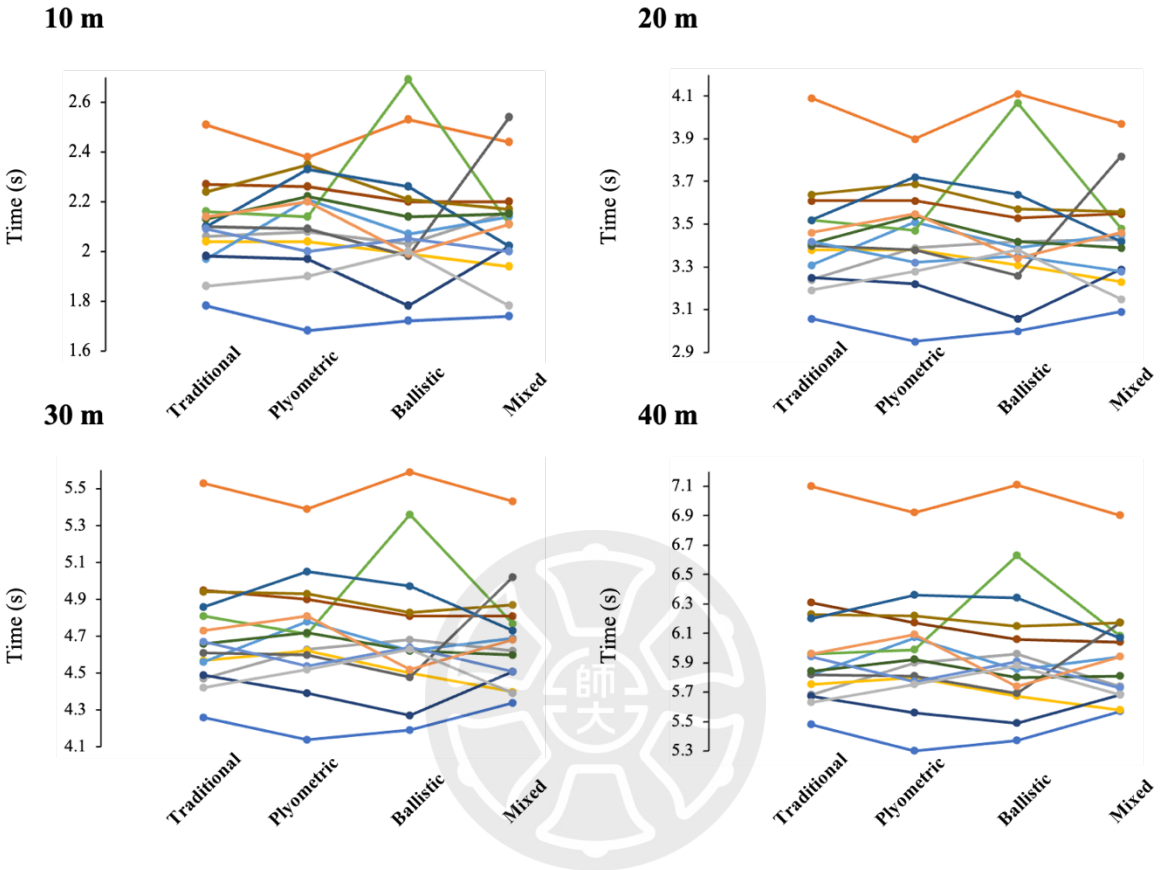 10 m
Time (s)
2.6
2.4
2.2
2
1.8
1.6
Traditional
Plyometric
Ballistic
Mixed
20 m
Time (s)
4.1
3.9
3.7
3.5
3.3
3.1
2.9
Traditional
Plyometric
Ballistic
Mixed
30 m
Time (s)
5.5
5.3
5.1
4.9
4.7
4.5
4.3
4.1
Traditional
Plyometric
Ballistic
Mixed
40 m
Time (s)
7.1
6.9
6.7
6.5
6.3
6.1
5.9
5.7
5.5
5.3
Traditional
Plyometric
Ballistic
Mixed
師
大